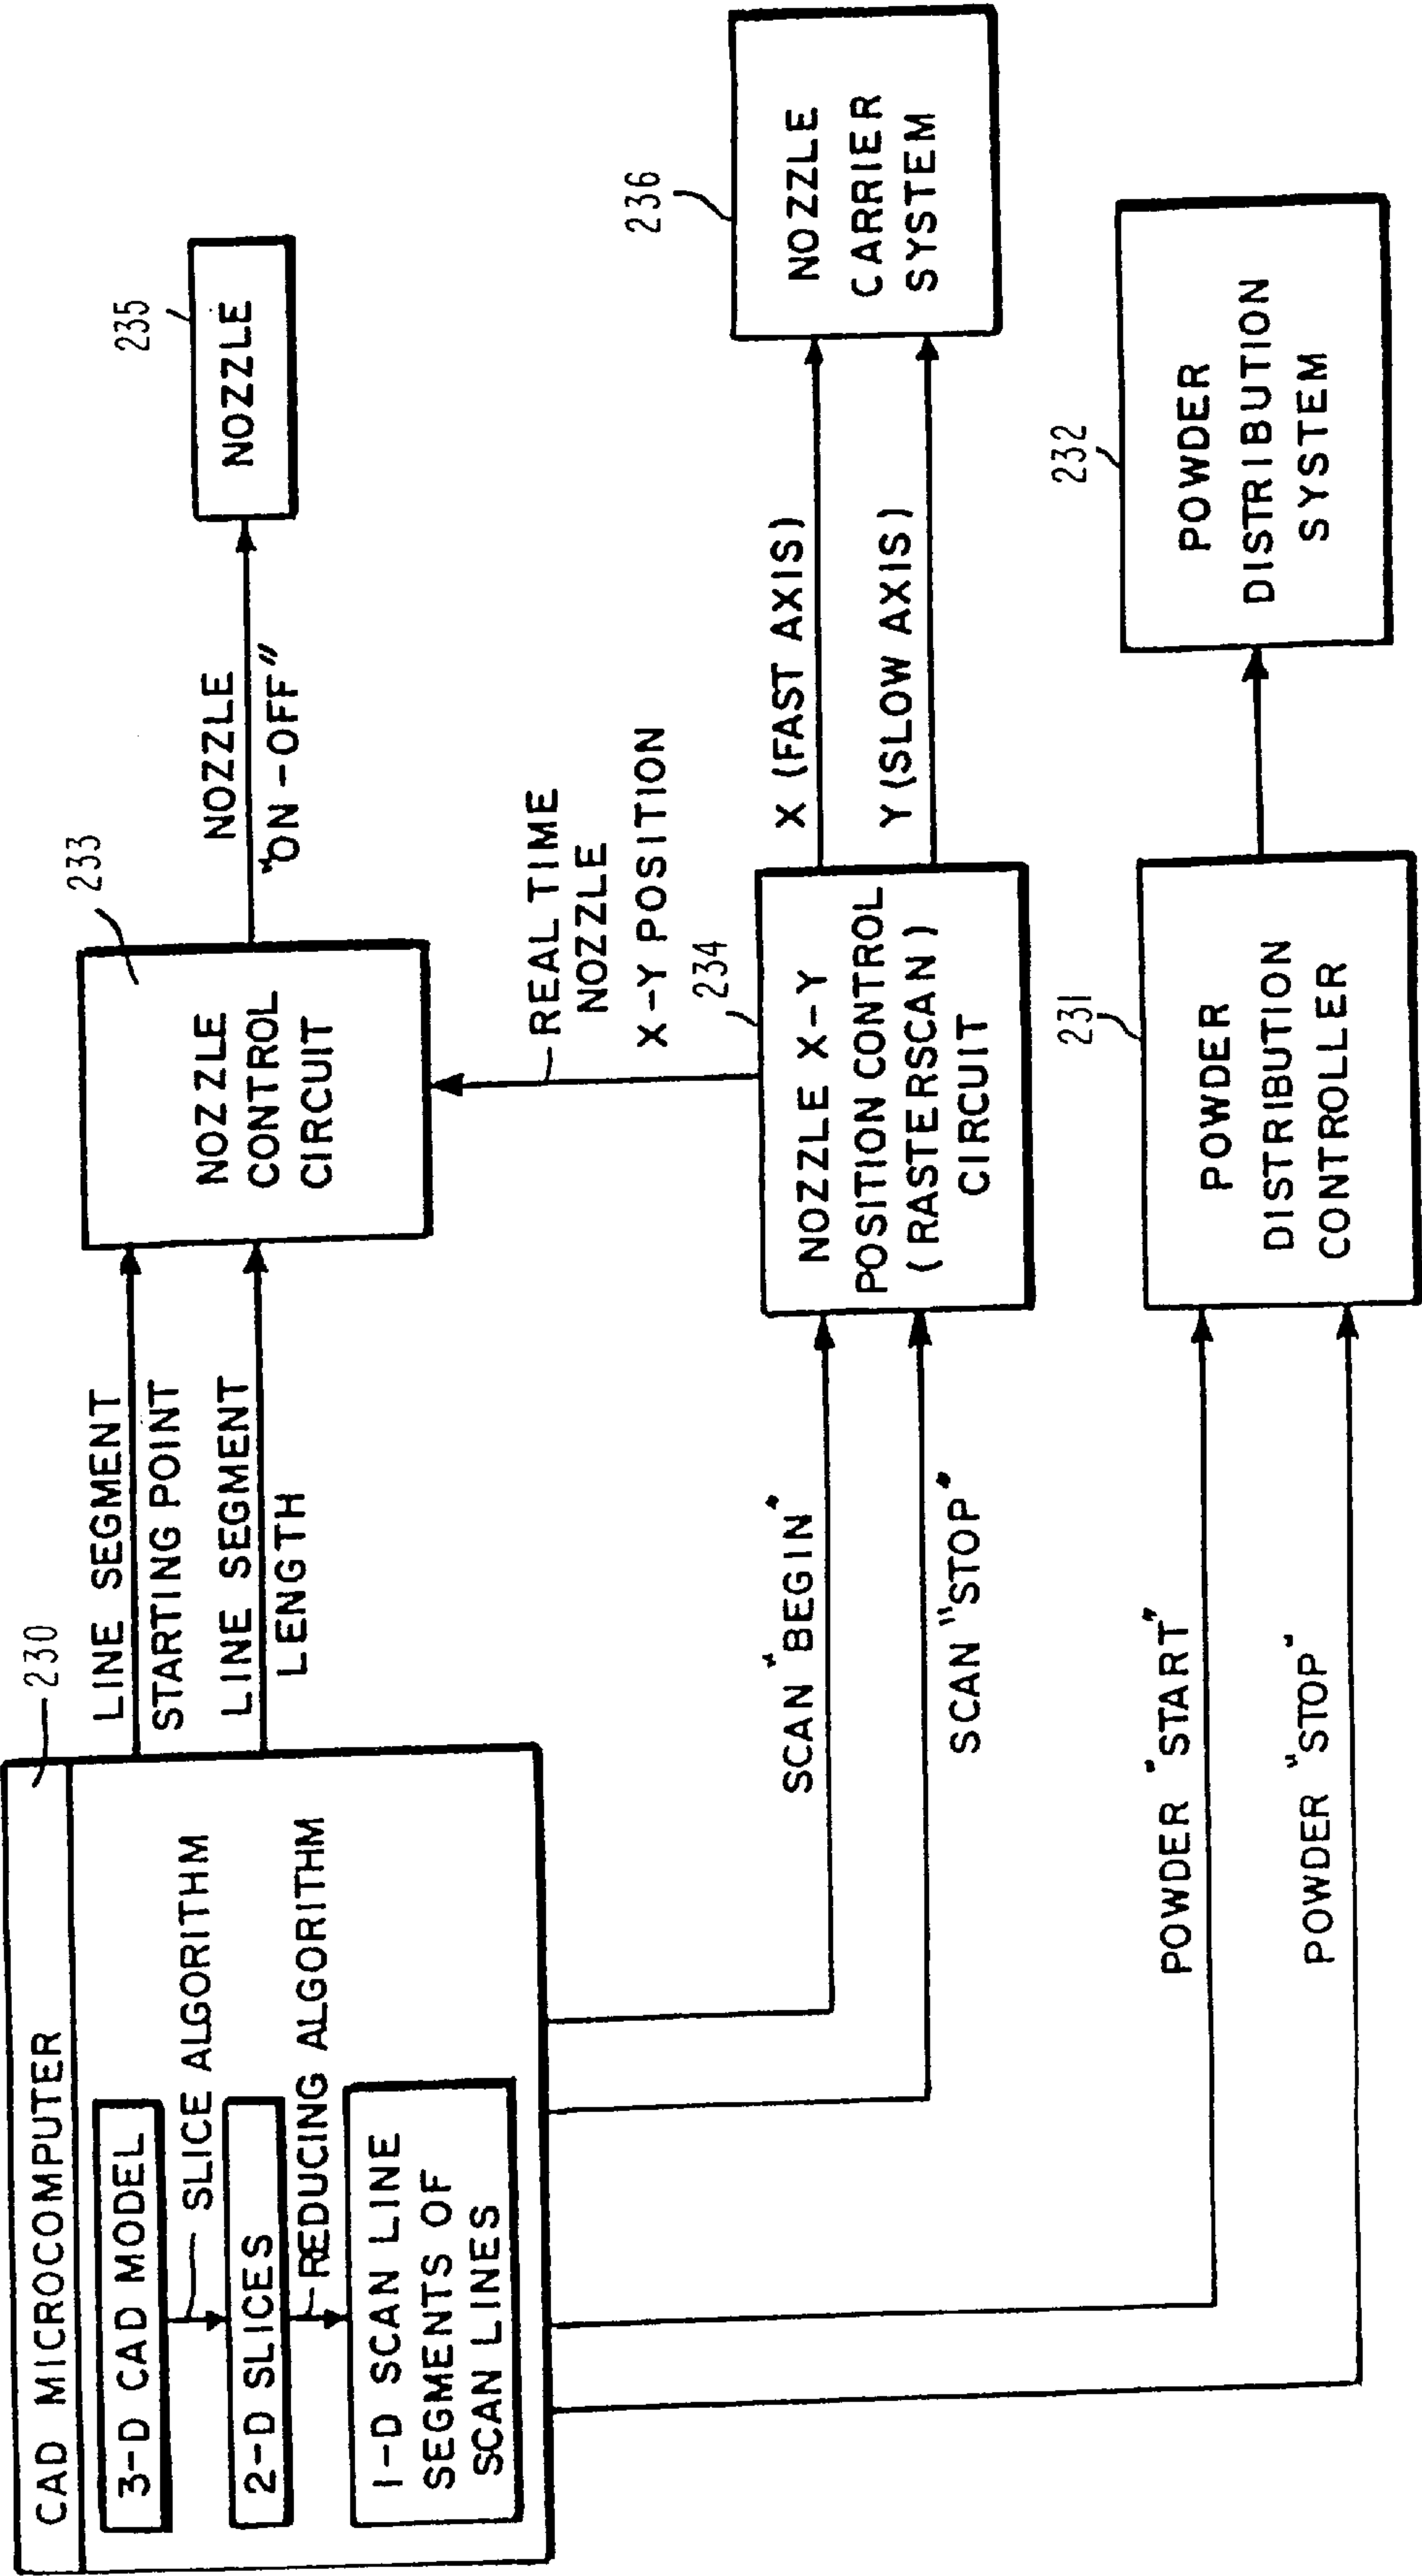 CAD MICROCOMPUTER
230
3-D CAD MODEL
SLICE ALGORITHM
2-D SLICES
REDUCING ALGORITHM
1-D SCAN LINE
SEGMENTS OF
SCAN LINES
LINE SEGMENT
STARTING POINT
LINE SEGMENT
LENGTH
233
NOZZLE
CONTROL
CIRCUIT
NOZZLE
"ON-OFF"
235
NOZZLE
REAL TIME
NOZZLE
X-Y POSITION
SCAN "BEGIN"
SCAN "STOP"
234
NOZZLE X-Y
POSITION CONTROL
(RASTERSCAN)
CIRCUIT
X (FAST AXIS)
Y (SLOW AXIS)
236
NOZZLE
CARRIER
SYSTEM
POWDER "START"
POWDER "STOP"
231
POWDER
DISTRIBUTION
CONTROLLER
232
POWDER
DISTRIBUTION
SYSTEM